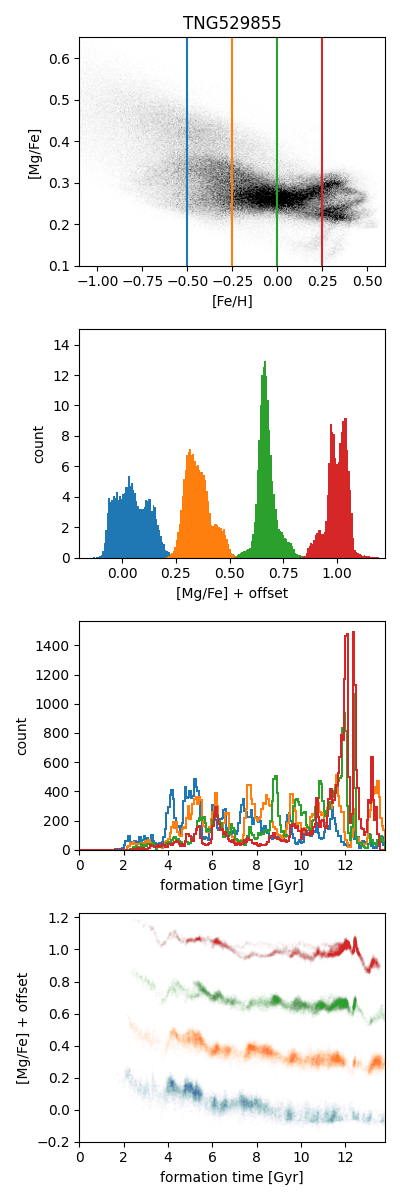 TNG529855
0.6
0.5
0.4
0.3
0.2
0.1
[Mg/Fe]
−1.00 −0.75 −0.50 −0.25 0.00 0.25 0.50
[Fe/H]
14
12
10
8
6
4
2
0
count
0.00 0.25 0.50 0.75 1.00
[Mg/Fe] + offset
1400
1200
1000
800
600
400
200
0
count
0 2 4 6 8 10 12
formation time [Gyr]
1.2
1.0
0.8
0.6
0.4
0.2
0.0
−0.2
[Mg/Fe] + offset
0 2 4 6 8 10 12
formation time [Gyr]